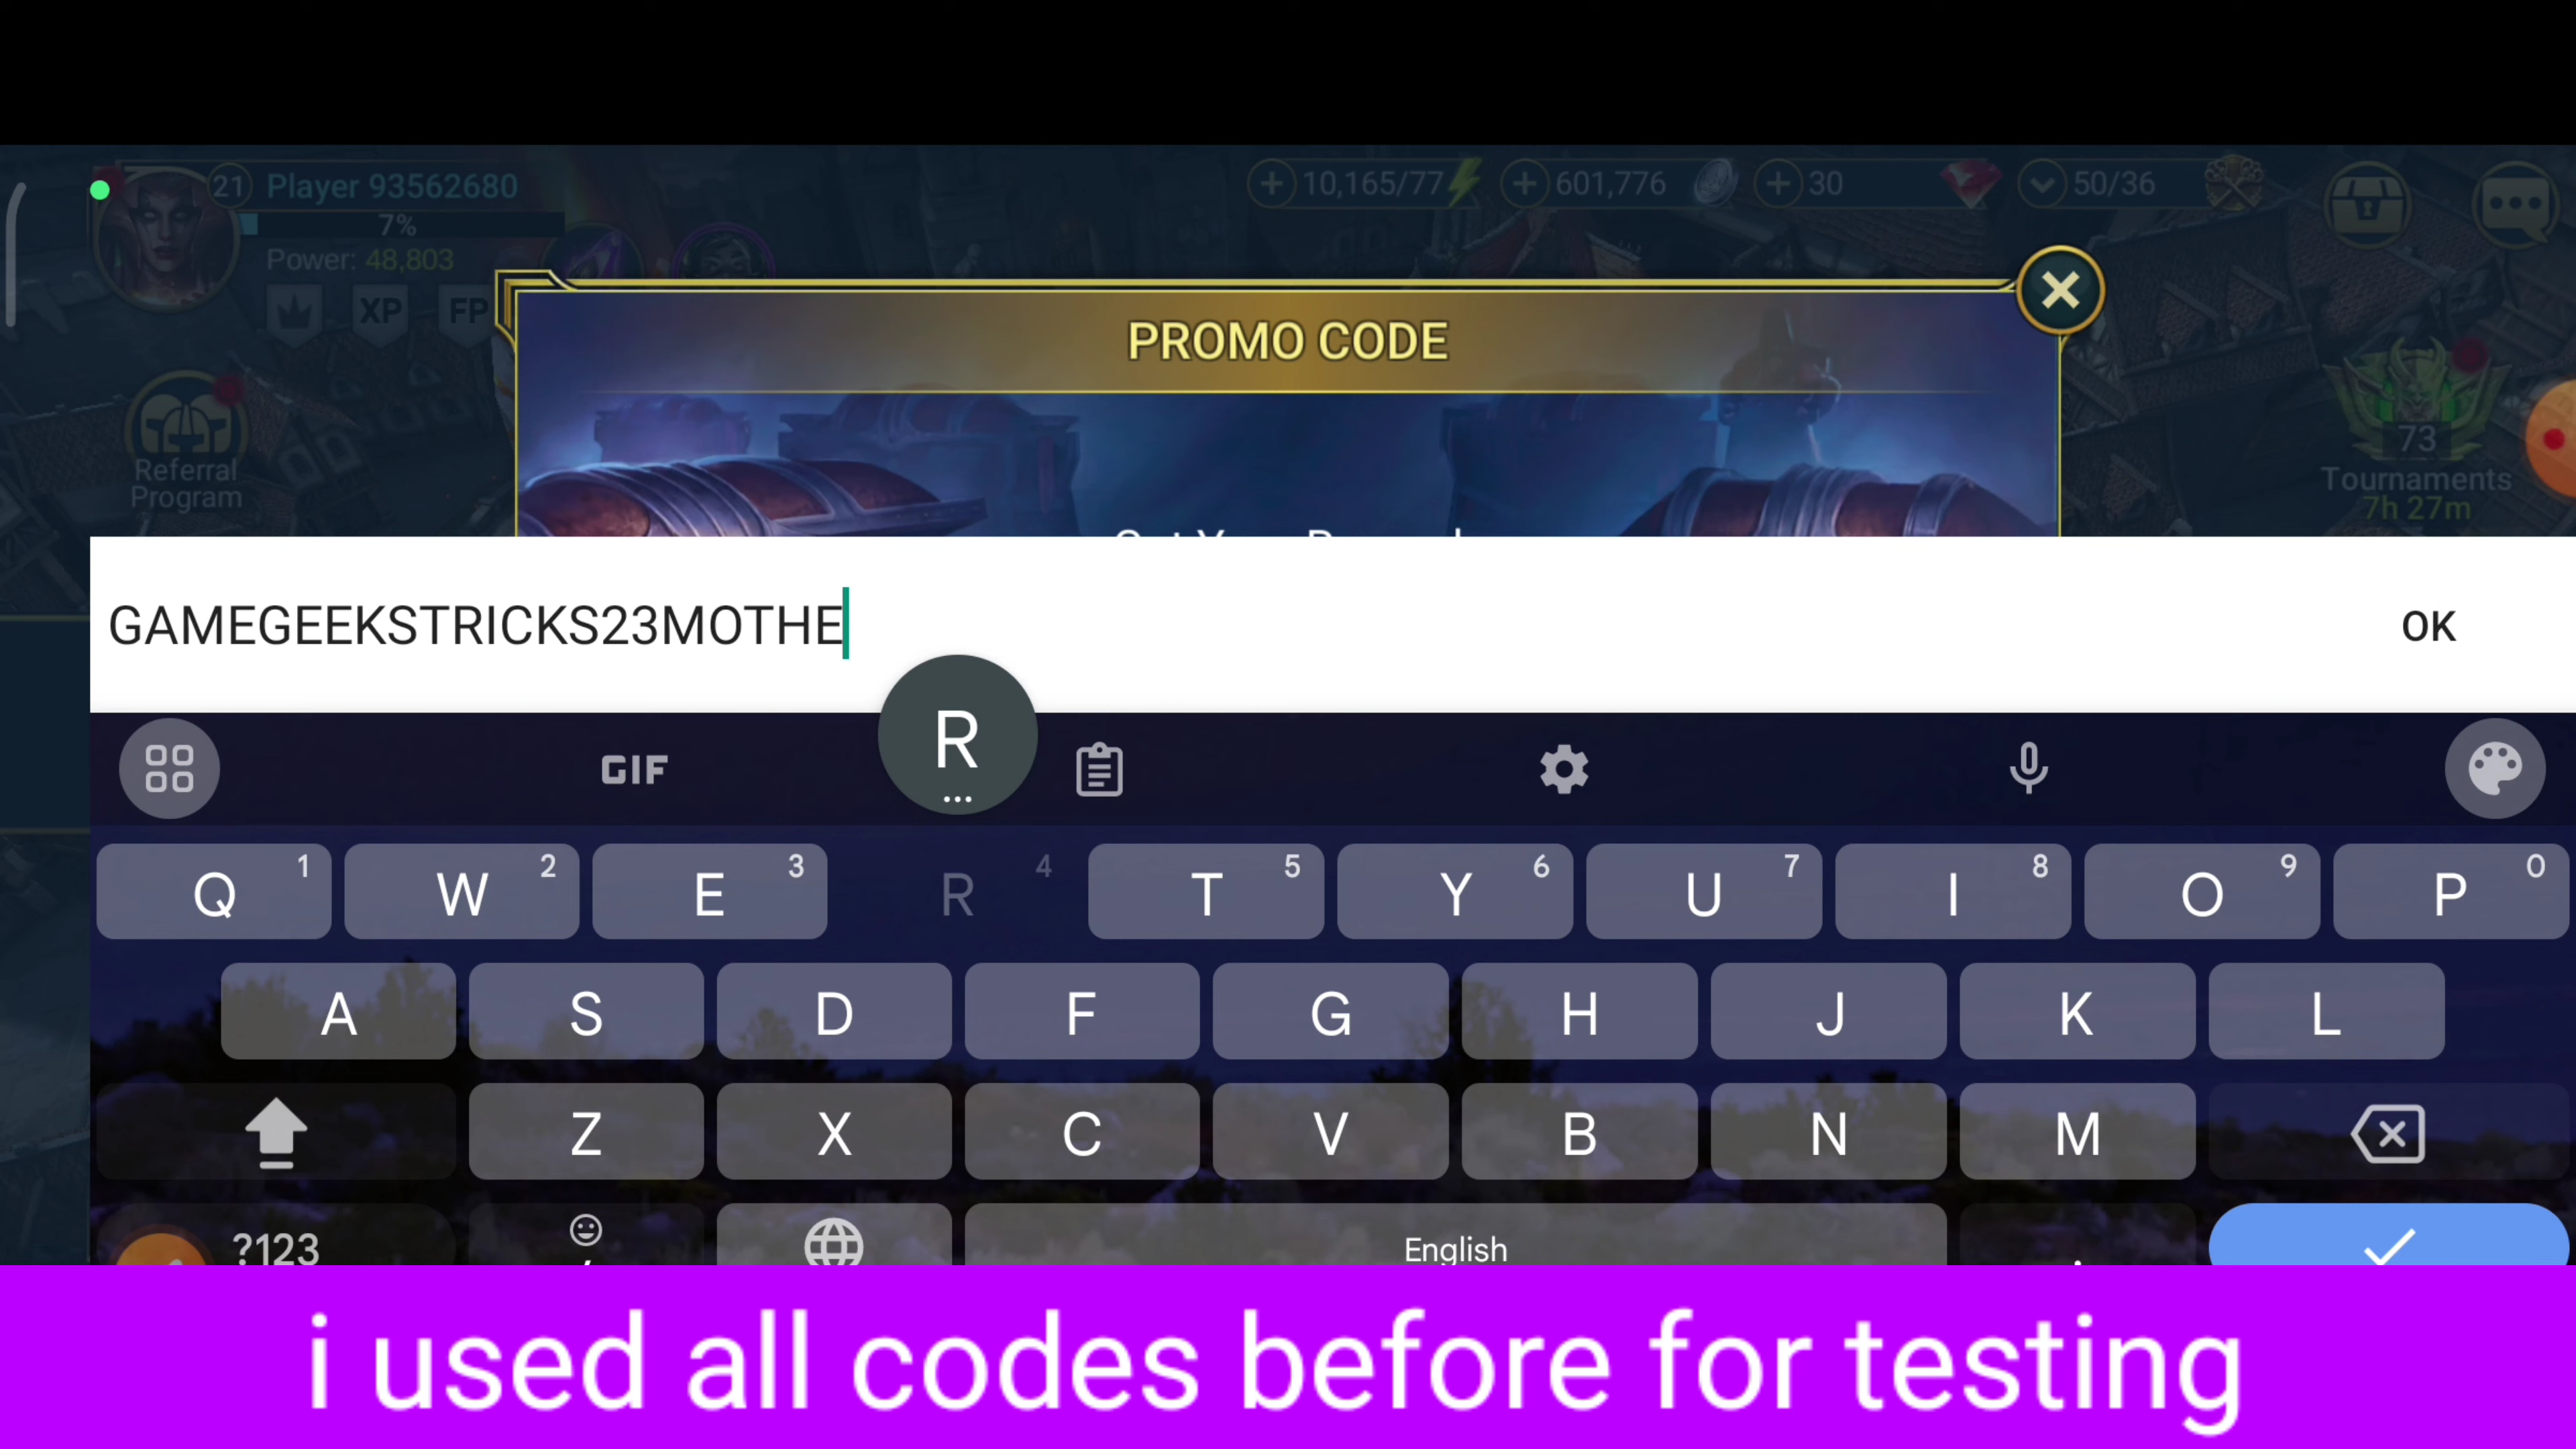 21 Player 93562680
7%
Power: 48,803
XP FP
10,165/77
601,776
30
50/36
Referral
Program
PROMO CODE
73
Tournaments
7h 27m
GAMEGEEKSTRICKS23MOTHE
OK
R
...
GIF
Q 1 W 2 E 3 R 4 T 5 Y 6 U 7 I 8 O 9 P 0
A S D F G H J K L
Z X C V B N M
?123 English
i used all codes before for testing